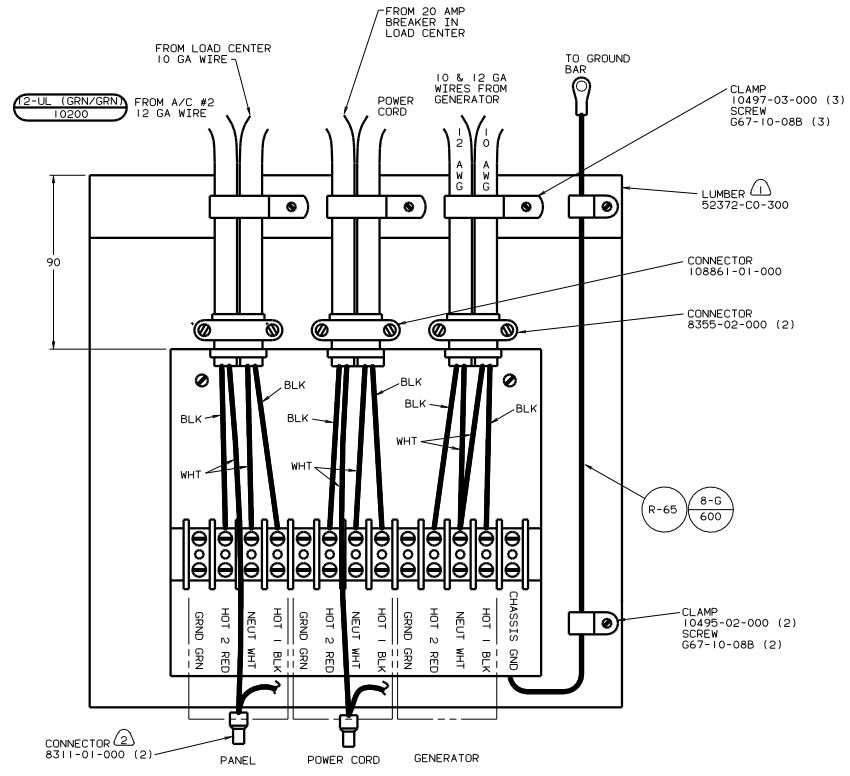 FROM 20 AMP
BREAKER IN
LOAD CENTER
FROM LOAD CENTER
10 GA WIRE
TO GROUND
BAR
12-UL (GRN/GRN)
10200
FROM A/C #2
12 GA WIRE
POWER
CORD
10 & 12 GA
WIRES FROM
GENERATOR
CLAMP
10497-03-000 (3)
SCREW
G67-10-08B (3)
12 AWG
10 AWG
LUMBER 1
52372-C0-300
90
CONNECTOR
108861-01-000
CONNECTOR
8355-02-000 (2)
BLK
BLK
WHT
BLK
BLK
WHT
BLK
BLK
WHT
R-65
8-G
600
GRND GRN
HOT 2 RED
NEUT WHT
HOT 1 BLK
GRND GRN
HOT 2 RED
NEUT WHT
HOT 1 BLK
GRND GRN
HOT 2 RED
NEUT WHT
HOT 1 BLK
CHASSIS GND
CLAMP
10495-02-000 (2)
SCREW
G67-10-08B (2)
CONNECTOR 2
8311-01-000 (2)
PANEL
POWER CORD
GENERATOR